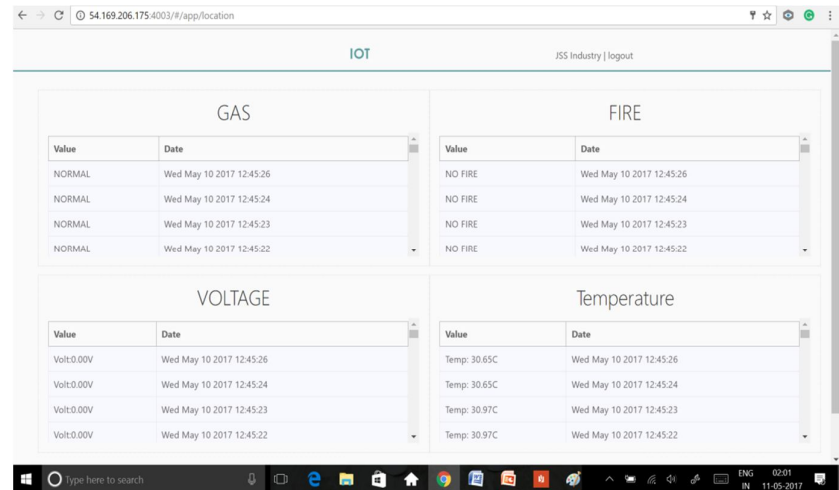 54.169.206.175:4003/#/app/location
IOT
JSS Industry | logout
GAS
Value Date
NORMAL Wed May 10 2017 12:45:26
NORMAL Wed May 10 2017 12:45:24
NORMAL Wed May 10 2017 12:45:23
NORMAL Wed May 10 2017 12:45:22
FIRE
Value Date
NO FIRE Wed May 10 2017 12:45:26
NO FIRE Wed May 10 2017 12:45:24
NO FIRE Wed May 10 2017 12:45:23
NO FIRE Wed May 10 2017 12:45:22
VOLTAGE
Value Date
Volt:0.00V Wed May 10 2017 12:45:26
Volt:0.00V Wed May 10 2017 12:45:24
Volt:0.00V Wed May 10 2017 12:45:23
Volt:0.00V Wed May 10 2017 12:45:22
Temperature
Value Date
Temp: 30.65C Wed May 10 2017 12:45:26
Temp: 30.65C Wed May 10 2017 12:45:24
Temp: 30.97C Wed May 10 2017 12:45:23
Temp: 30.97C Wed May 10 2017 12:45:22
Type here to search
ENG 02:01
IN 11-05-2017